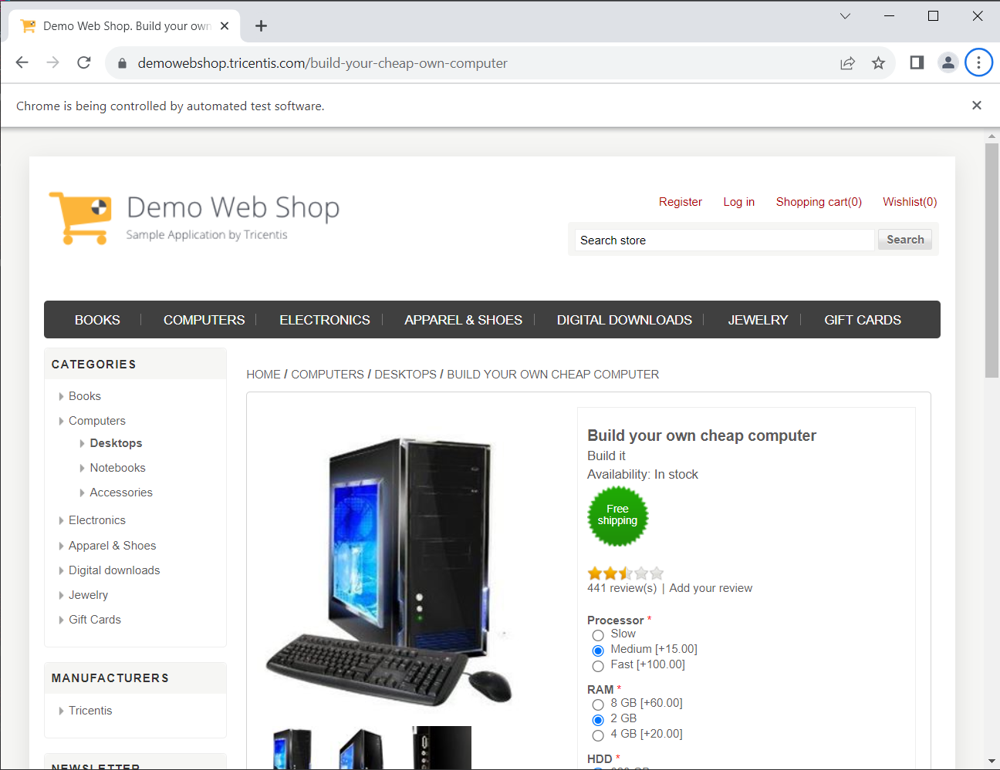 Demo Web Shop. Build your own
demowebshop.tricentis.com/build-your-cheap-own-computer
Chrome is being controlled by automated test software.
Demo Web Shop
Sample Application by Tricentis
Register Log in Shopping cart(0) Wishlist(0)
Search store Search
BOOKS COMPUTERS ELECTRONICS APPAREL & SHOES DIGITAL DOWNLOADS JEWELRY GIFT CARDS
CATEGORIES
Books
Computers
Desktops
Notebooks
Accessories
Electronics
Apparel & Shoes
Digital downloads
Jewelry
Gift Cards
MANUFACTURERS
Tricentis
NEWSLETTER
HOME / COMPUTERS / DESKTOPS / BUILD YOUR OWN CHEAP COMPUTER
Build your own cheap computer
Build it
Availability: In stock
Free
shipping
441 review(s) | Add your review
Processor *
Slow
Medium [+15.00]
Fast [+100.00]
RAM *
8 GB [+60.00]
2 GB
4 GB [+20.00]
HDD *